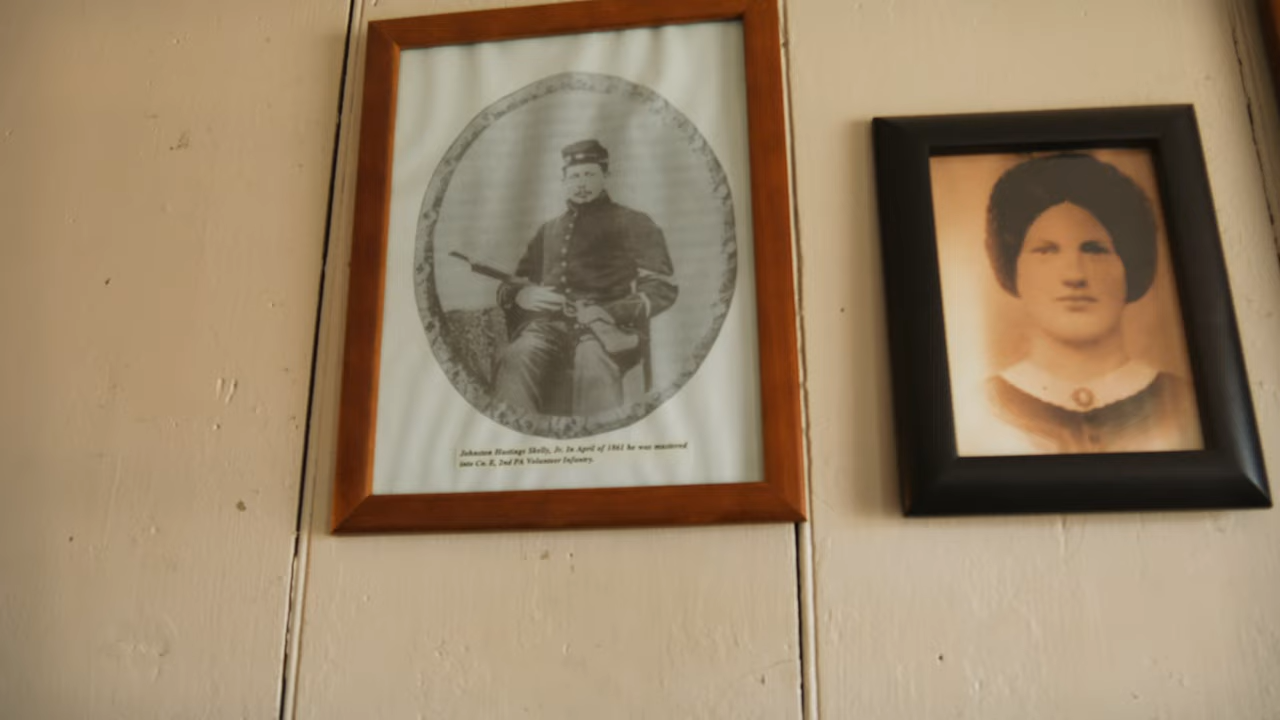 Johnston Hastings Skelly, Jr. In April of 1861 he was mustered
into Co. E, 2nd PA Volunteer Infantry.